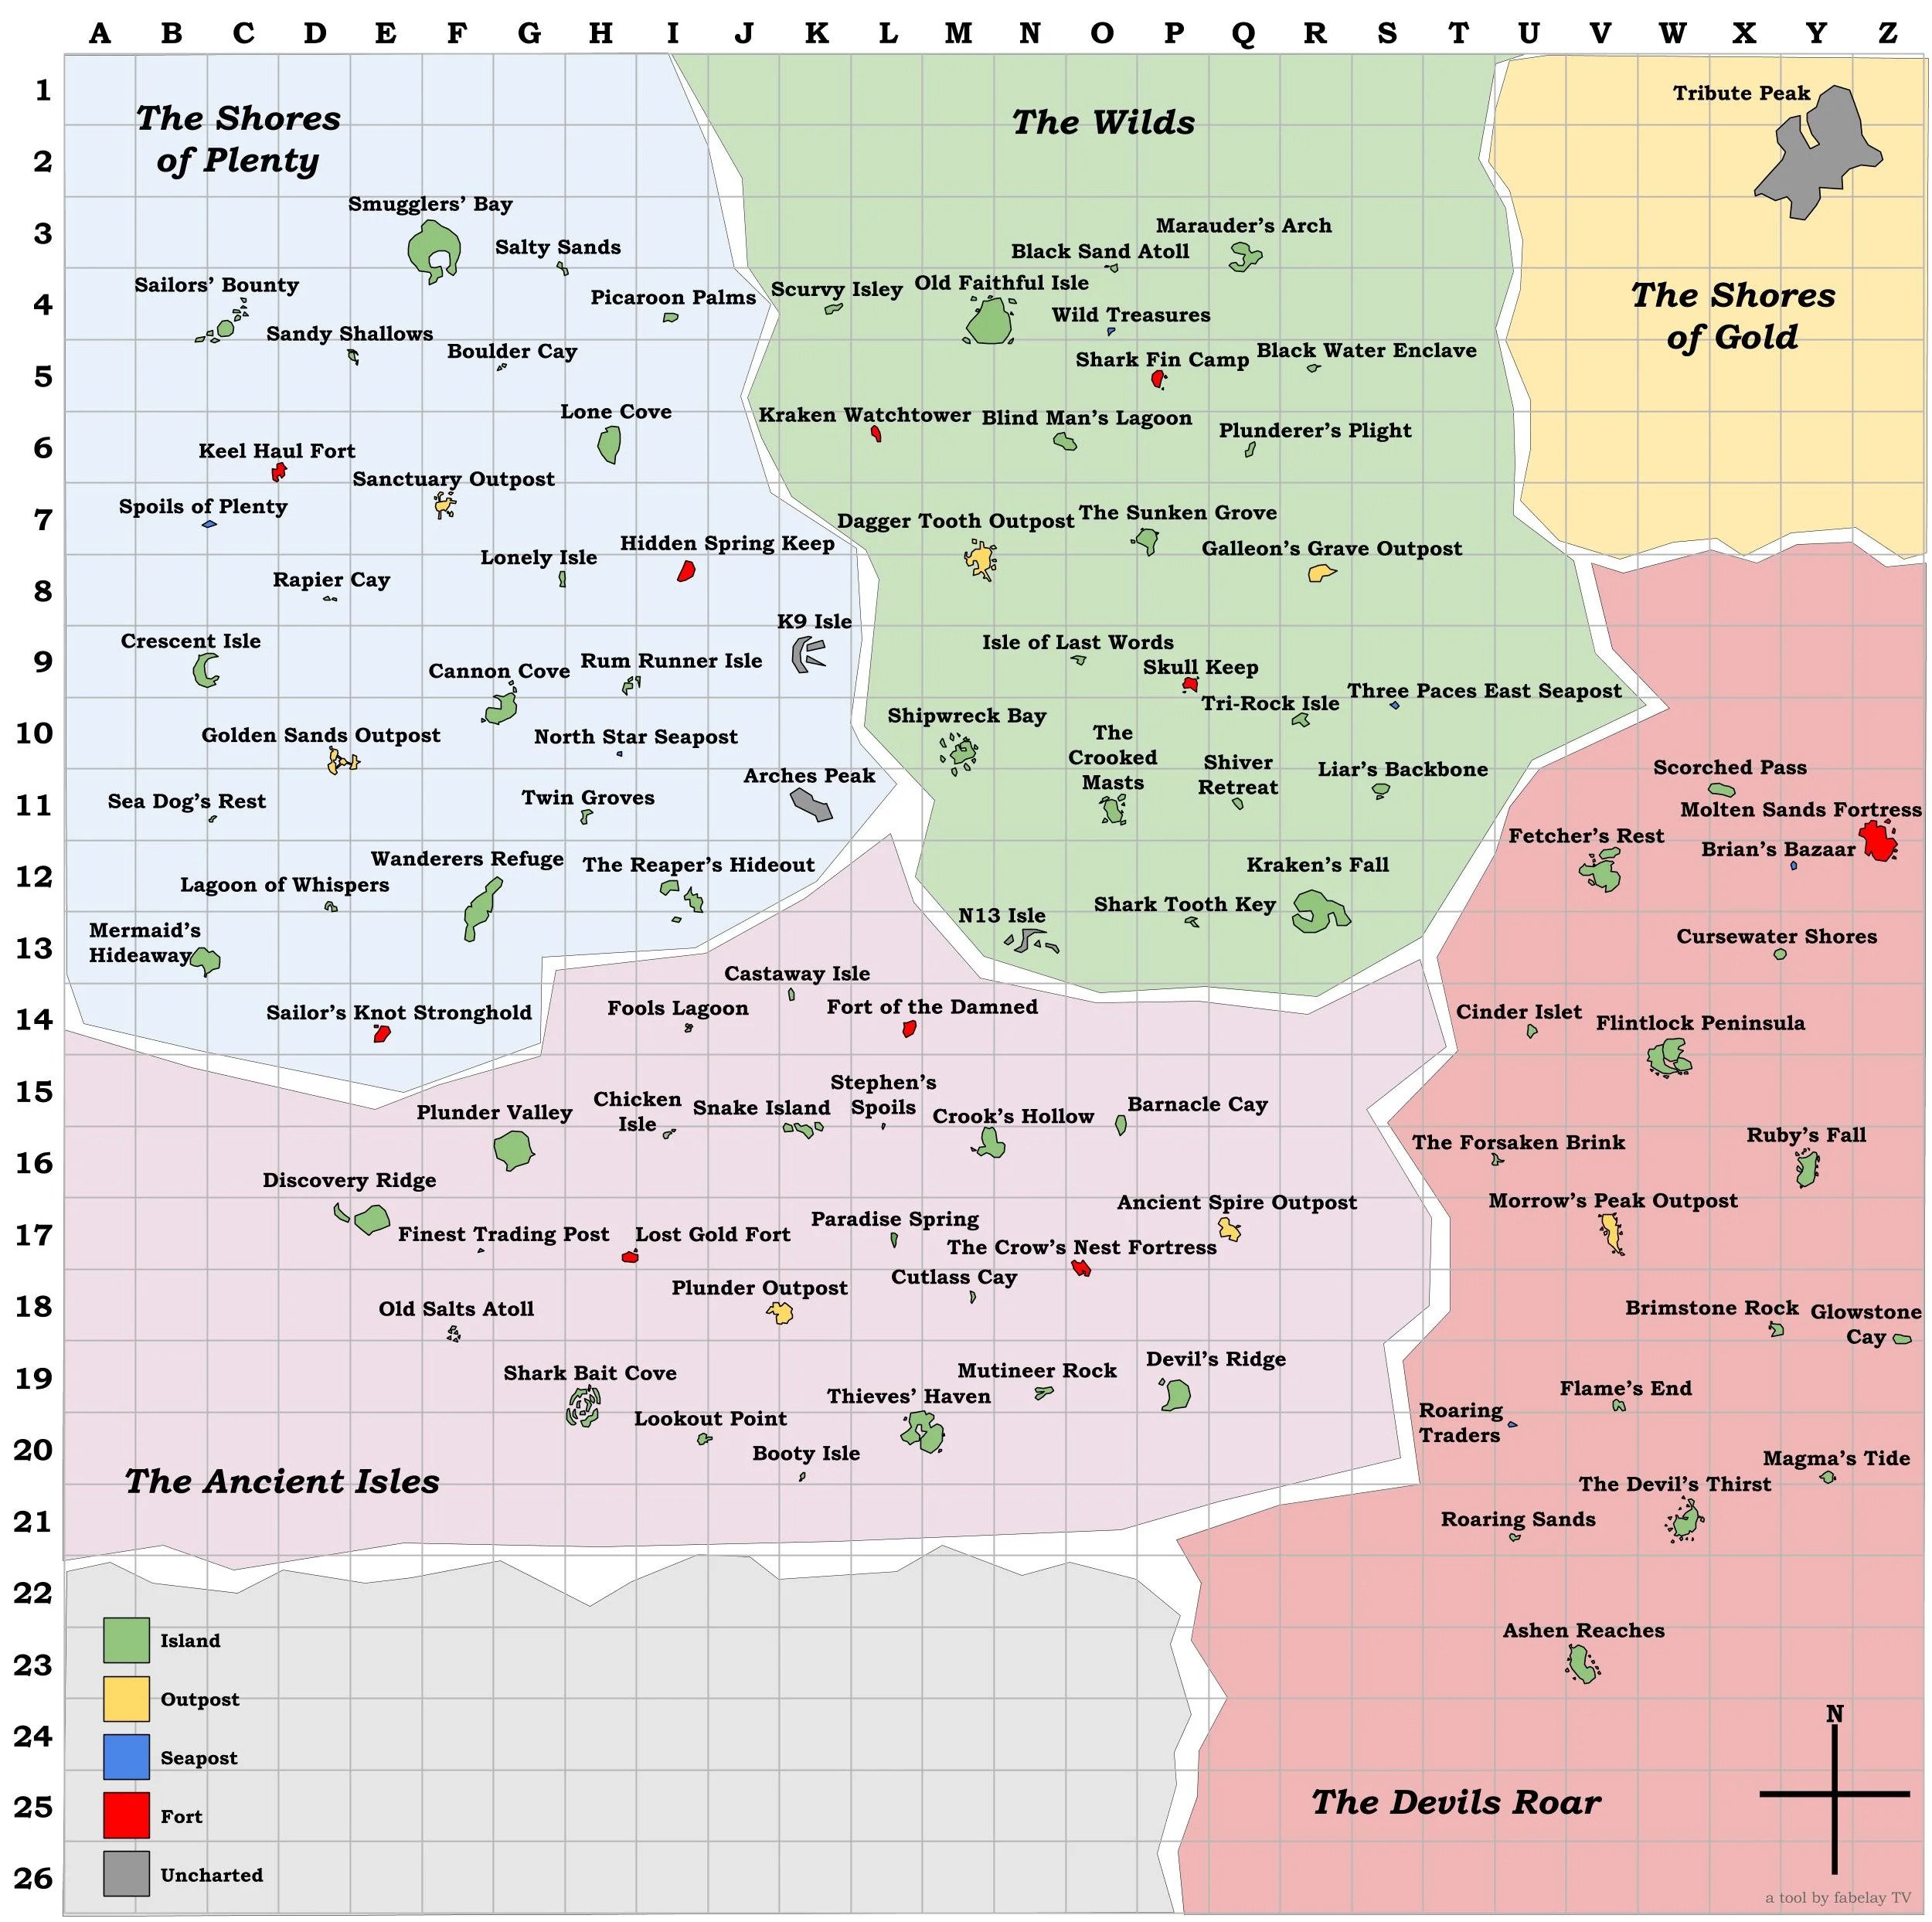 A B C D E F G H I J K L M N O P Q R S T U V W X Y Z
1
2
3
4
5
6
7
8
9
10
11
12
13
14
15
16
17
18
19
20
21
22
23
24
25
26
The Shores
of Plenty
Smugglers' Bay
Salty Sands
Sailors' Bounty
Picaroon Palms
Sandy Shallows
Boulder Cay
Lone Cove
Keel Haul Fort
Sanctuary Outpost
Spoils of Plenty
Hidden Spring Keep
Lonely Isle
Rapier Cay
K9 Isle
Crescent Isle
Rum Runner Isle
Cannon Cove
Golden Sands Outpost
North Star Seapost
Arches Peak
Twin Groves
Sea Dog's Rest
Wanderers Refuge
The Reaper's Hideout
Lagoon of Whispers
Mermaid's
Hideaway
Sailor's Knot Stronghold
The Wilds
Marauder's Arch
Black Sand Atoll
Old Faithful Isle
Scurvy Isley
Wild Treasures
Black Water Enclave
Shark Fin Camp
Kraken Watchtower
Blind Man's Lagoon
Plunderer's Plight
The Sunken Grove
Dagger Tooth Outpost
Galleon's Grave Outpost
Isle of Last Words
Skull Keep
Three Paces East Seapost
Tri-Rock Isle
Shipwreck Bay
The
Crooked
Masts
Shiver
Retreat
Liar's Backbone
Kraken's Fall
Shark Tooth Key
N13 Isle
Tribute Peak
The Shores
of Gold
Castaway Isle
Fools Lagoon
Fort of the Damned
Stephen's
Spoils
Chicken
Isle
Snake Island
Plunder Valley
Crook's Hollow
Barnacle Cay
Discovery Ridge
Ancient Spire Outpost
Paradise Spring
Finest Trading Post
Lost Gold Fort
The Crow's Nest Fortress
Cutlass Cay
Plunder Outpost
Old Salts Atoll
Devil's Ridge
Mutineer Rock
Shark Bait Cove
Thieves' Haven
Lookout Point
Booty Isle
The Ancient Isles
Scorched Pass
Molten Sands Fortress
Fetcher's Rest
Brian's Bazaar
Cursewater Shores
Cinder Islet
Flintlock Peninsula
Ruby's Fall
The Forsaken Brink
Morrow's Peak Outpost
Brimstone Rock
Glowstone
Cay
Flame's End
Roaring
Traders
Magma's Tide
The Devil's Thirst
Roaring Sands
Ashen Reaches
The Devils Roar
Island
Outpost
Seapost
Fort
Uncharted
N
a tool by fabelay TV